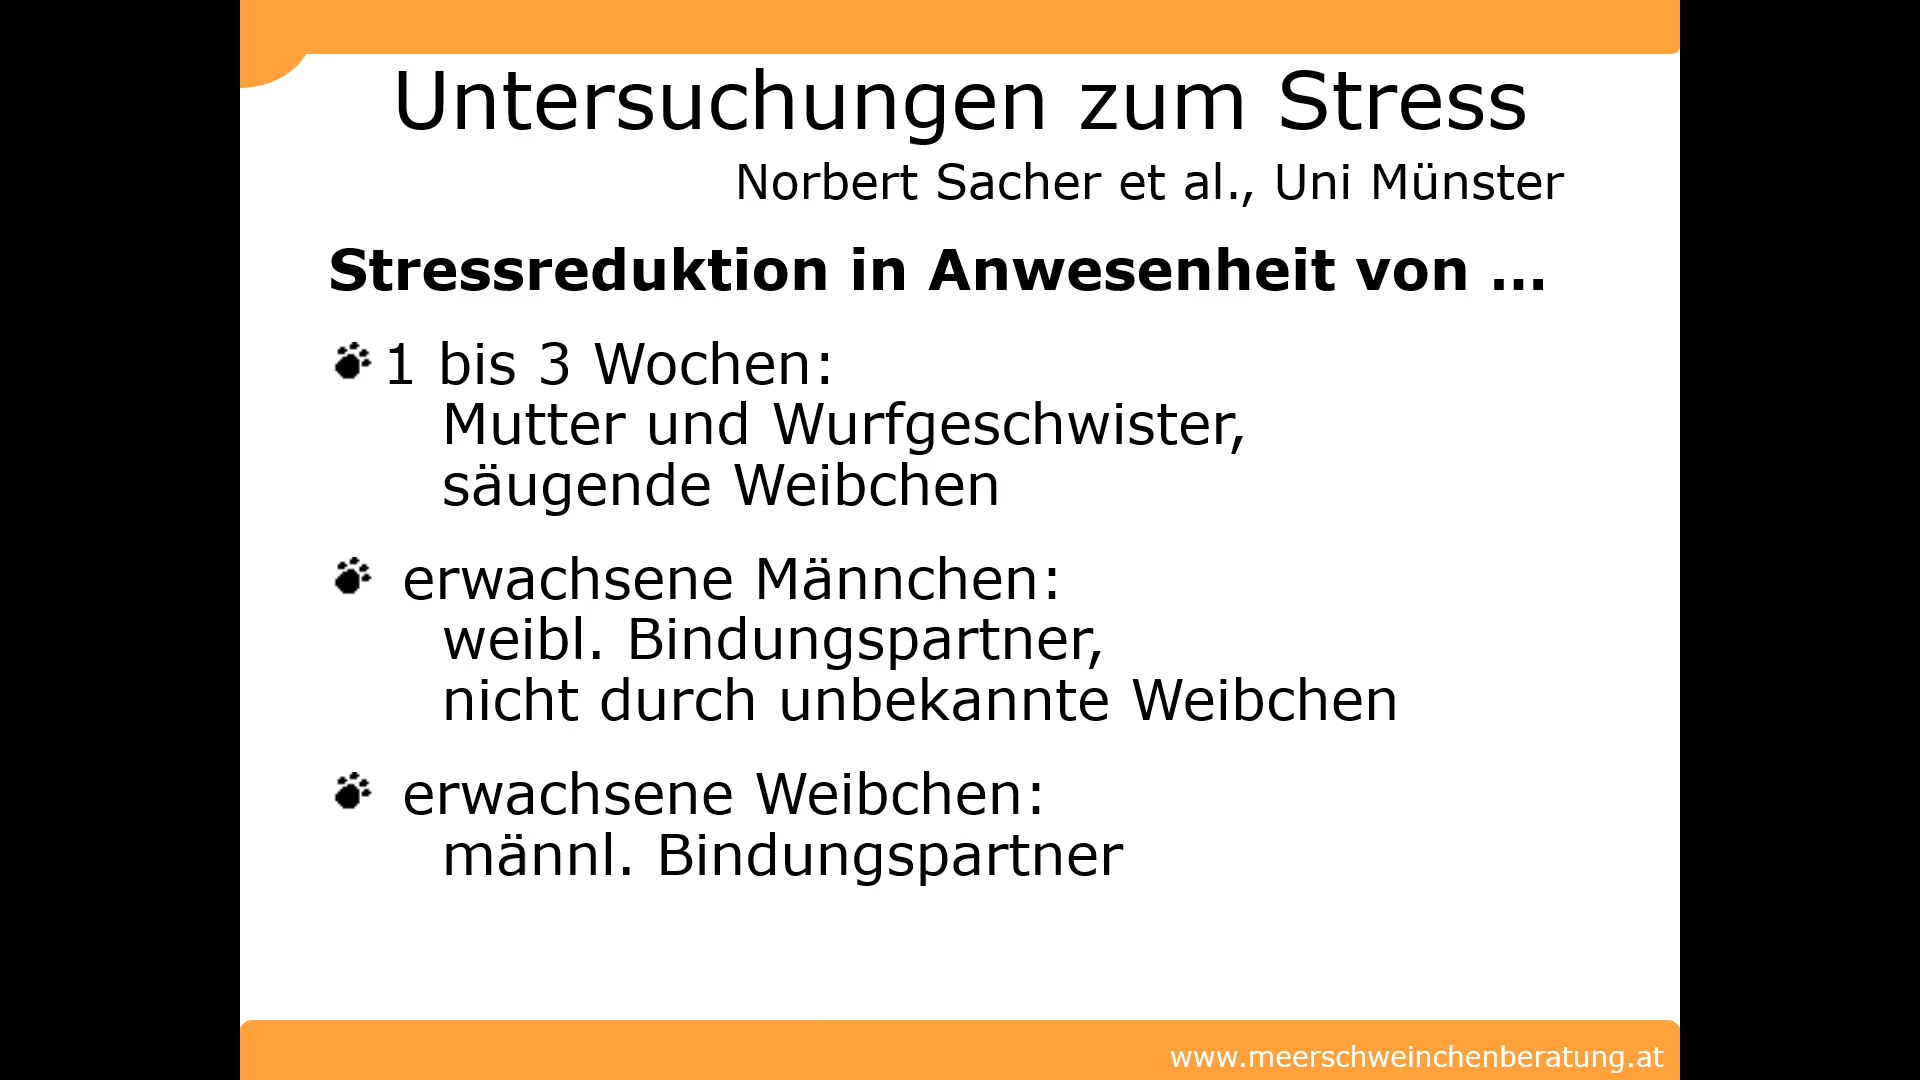 Untersuchungen zum Stress
Norbert Sacher et al., Uni Münster
Stressreduktion in Anwesenheit von ...
1 bis 3 Wochen:
Mutter und Wurfgeschwister,
säugende Weibchen
erwachsene Männchen:
weibl. Bindungspartner,
nicht durch unbekannte Weibchen
erwachsene Weibchen:
männl. Bindungspartner
www.meerschweinchenberatung.at